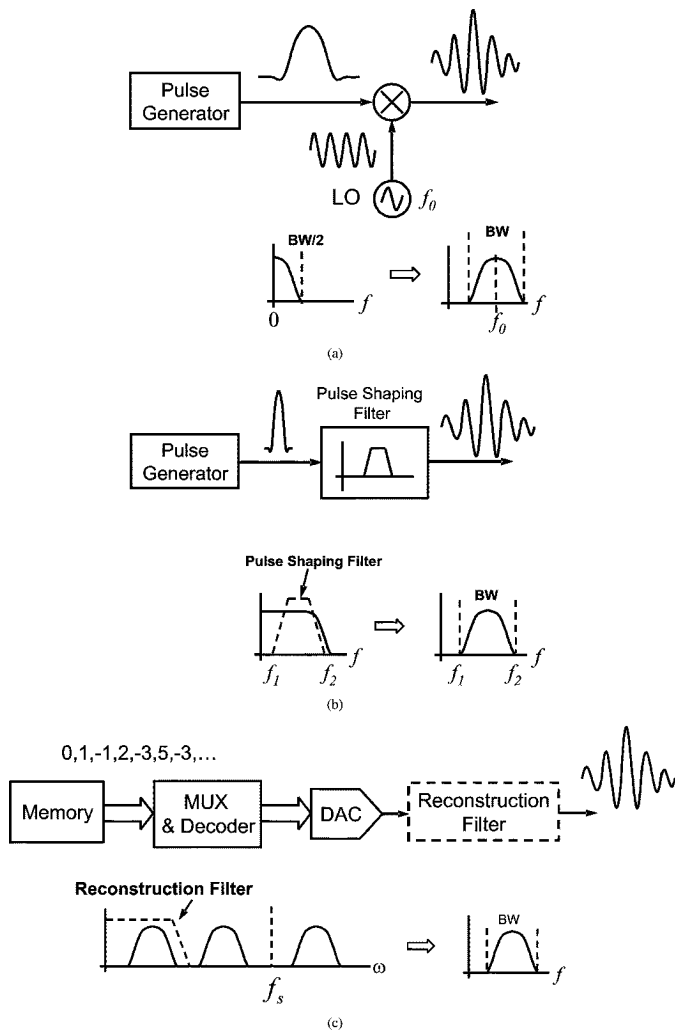 Pulse
Generator
LO
f0
BW/2
BW
0
f
f0
f
(a)
Pulse Shaping
Filter
Pulse
Generator
Pulse Shaping Filter
BW
f1
f2
f
f1
f2
f
(b)
0,1,-1,2,-3,5,-3,...
Memory
MUX
& Decoder
DAC
Reconstruction
Filter
Reconstruction Filter
BW
ω
fs
f
(c)